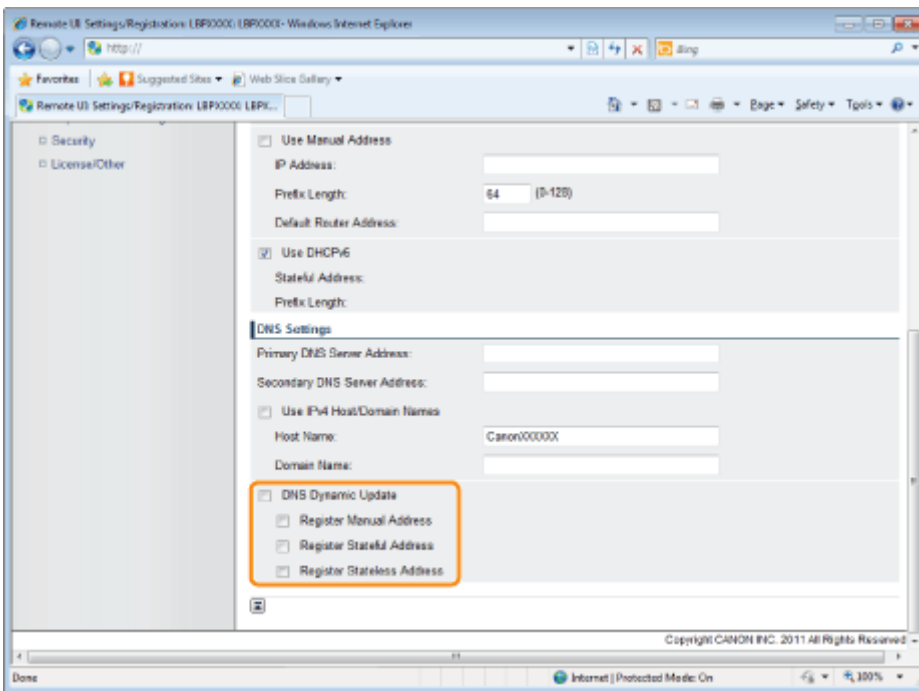 Remote UI: Settings/Registration: LBPXXXX: LBPXXXX - Windows Internet Explorer
http://
Bing
Favorites
Suggested Sites
Web Slice Gallery
Remote UI: Settings/Registration: LBPXXXX: LBPX...
Page
Safety
Tools
Security
License/Other
Use Manual Address
IP Address:
Prefix Length:
64
(0-128)
Default Router Address:
Use DHCPv6
Stateful Address:
Prefix Length:
DNS Settings
Primary DNS Server Address:
Secondary DNS Server Address:
Use IPv4 Host/Domain Names
Host Name:
CanonXXXXXX
Domain Name:
DNS Dynamic Update
Register Manual Address
Register Stateful Address
Register Stateless Address
Copyright CANON INC. 2011 All Rights Reserved
Done
Internet | Protected Mode: On
100%